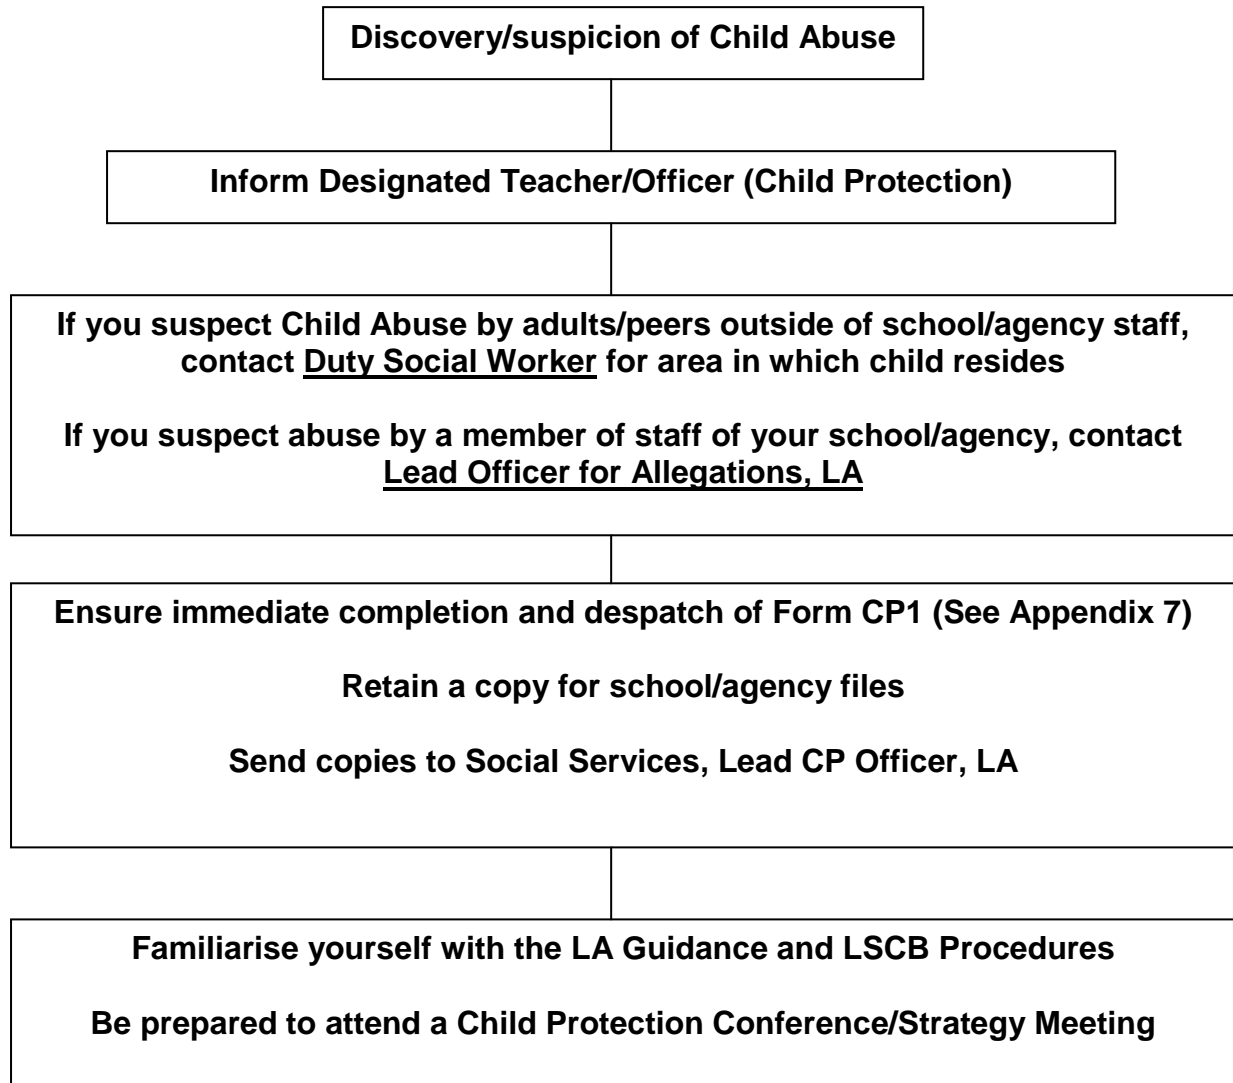 Discovery/suspicion of Child Abuse
Inform Designated Teacher/Officer (Child Protection)
If you suspect Child Abuse by adults/peers outside of school/agency staff,
contact Duty Social Worker for area in which child resides
If you suspect abuse by a member of staff of your school/agency, contact
Lead Officer for Allegations, LA
Ensure immediate completion and despatch of Form CP1 (See Appendix 7)
Retain a copy for school/agency files
Send copies to Social Services, Lead CP Officer, LA
Familiarise yourself with the LA Guidance and LSCB Procedures
Be prepared to attend a Child Protection Conference/Strategy Meeting